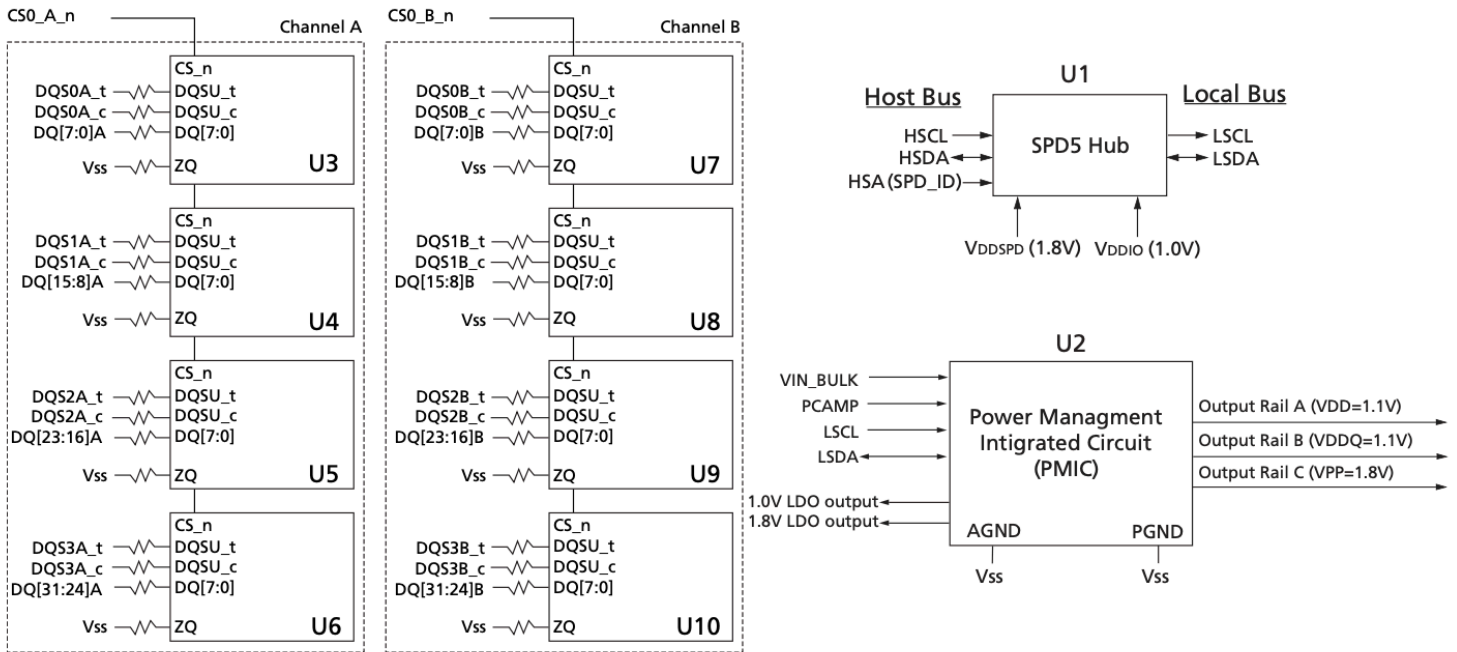 CS0_A_n
Channel A
CS_n
DQS0A_t
DQSU_t
DQS0A_c
DQSU_c
DQ[7:0]A
DQ[7:0]
Vss
ZQ
U3
CS_n
DQS1A_t
DQSU_t
DQS1A_c
DQSU_c
DQ[15:8]A
DQ[7:0]
Vss
ZQ
U4
CS_n
DQS2A_t
DQSU_t
DQS2A_c
DQSU_c
DQ[23:16]A
DQ[7:0]
Vss
ZQ
U5
CS_n
DQS3A_t
DQSU_t
DQS3A_c
DQSU_c
DQ[31:24]A
DQ[7:0]
Vss
ZQ
U6
CS0_B_n
Channel B
CS_n
DQS0B_t
DQSU_t
DQS0B_c
DQSU_c
DQ[7:0]B
DQ[7:0]
Vss
ZQ
U7
CS_n
DQS1B_t
DQSU_t
DQS1B_c
DQSU_c
DQ[15:8]B
DQ[7:0]
Vss
ZQ
U8
CS_n
DQS2B_t
DQSU_t
DQS2B_c
DQSU_c
DQ[23:16]B
DQ[7:0]
Vss
ZQ
U9
CS_n
DQS3B_t
DQSU_t
DQS3B_c
DQSU_c
DQ[31:24]B
DQ[7:0]
Vss
ZQ
U10
U1
Host Bus
Local Bus
HSCL
HSDA
HSA (SPD_ID)
SPD5 Hub
LSCL
LSDA
VDDSPD (1.8V)
VDDIO (1.0V)
U2
VIN_BULK
PCAMP
LSCL
LSDA
1.0V LDO output
1.8V LDO output
Power Managment
Intigrated Circuit
(PMIC)
AGND
PGND
Vss
Vss
Output Rail A (VDD=1.1V)
Output Rail B (VDDQ=1.1V)
Output Rail C (VPP=1.8V)